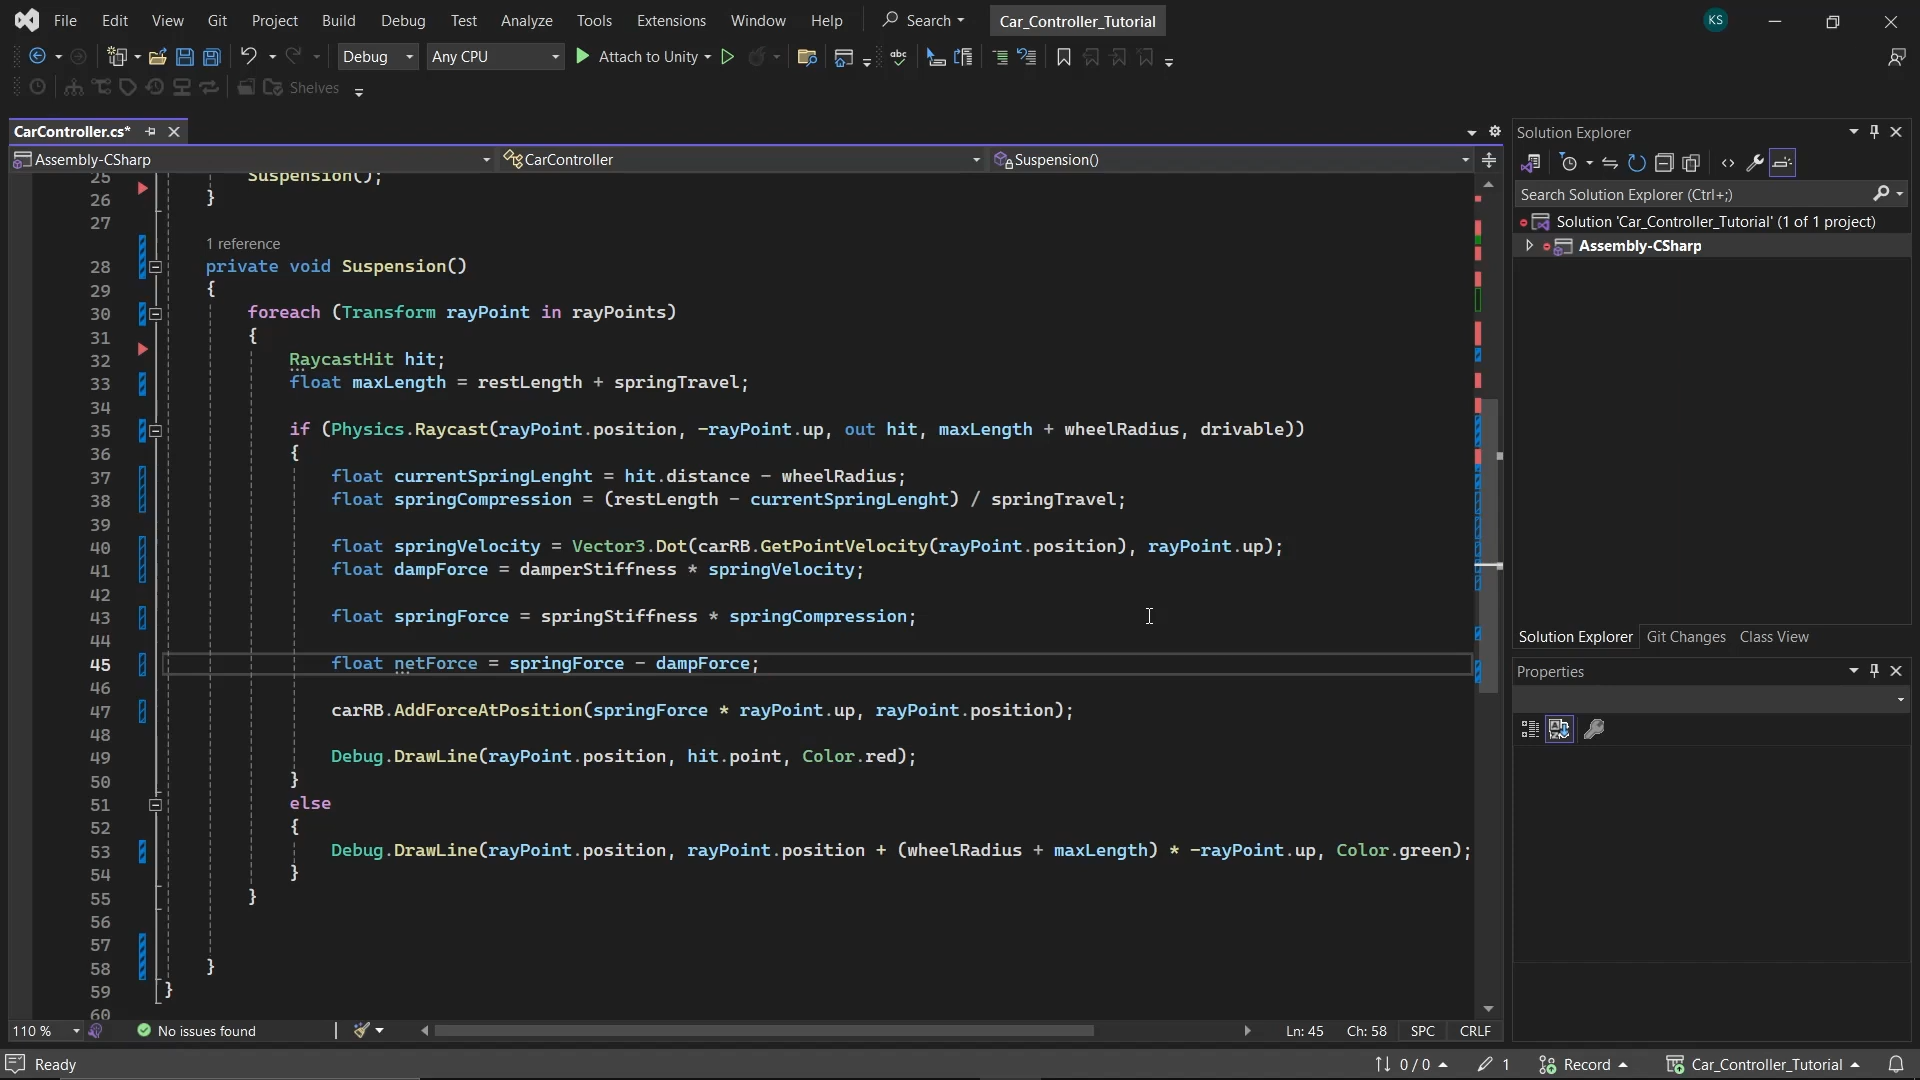 File Edit View Git Project Build Debug Test Analyze Tools Extensions Window Help Search Car_Controller_Tutorial KS
Debug Any CPU Attach to Unity abc
Shelves
CarController.cs*
Assembly-CSharp CarController Suspension()
25 Suspension();
26 }
27
1 reference
28 private void Suspension()
29 {
30 foreach (Transform rayPoint in rayPoints)
31 {
32 RaycastHit hit;
33 float maxLength = restLength + springTravel;
34
35 if (Physics.Raycast(rayPoint.position, -rayPoint.up, out hit, maxLength + wheelRadius, drivable))
36 {
37 float currentSpringLenght = hit.distance - wheelRadius;
38 float springCompression = (restLength - currentSpringLenght) / springTravel;
39
40 float springVelocity = Vector3.Dot(carRB.GetPointVelocity(rayPoint.position), rayPoint.up);
41 float dampForce = damperStiffness * springVelocity;
42
43 float springForce = springStiffness * springCompression;
44
45 float netForce = springForce - dampForce;
46
47 carRB.AddForceAtPosition(springForce * rayPoint.up, rayPoint.position);
48
49 Debug.DrawLine(rayPoint.position, hit.point, Color.red);
50 }
51 else
52 {
53 Debug.DrawLine(rayPoint.position, rayPoint.position + (wheelRadius + maxLength) * -rayPoint.up, Color.green);
54 }
55 }
56
57
58 }
59 }
60
110 % No issues found Ln: 45 Ch: 58 SPC CRLF
Solution Explorer
Search Solution Explorer (Ctrl+;)
Solution 'Car_Controller_Tutorial' (1 of 1 project)
Assembly-CSharp
Solution Explorer Git Changes Class View
Properties
Ready 0 / 0 1 Record Car_Controller_Tutorial